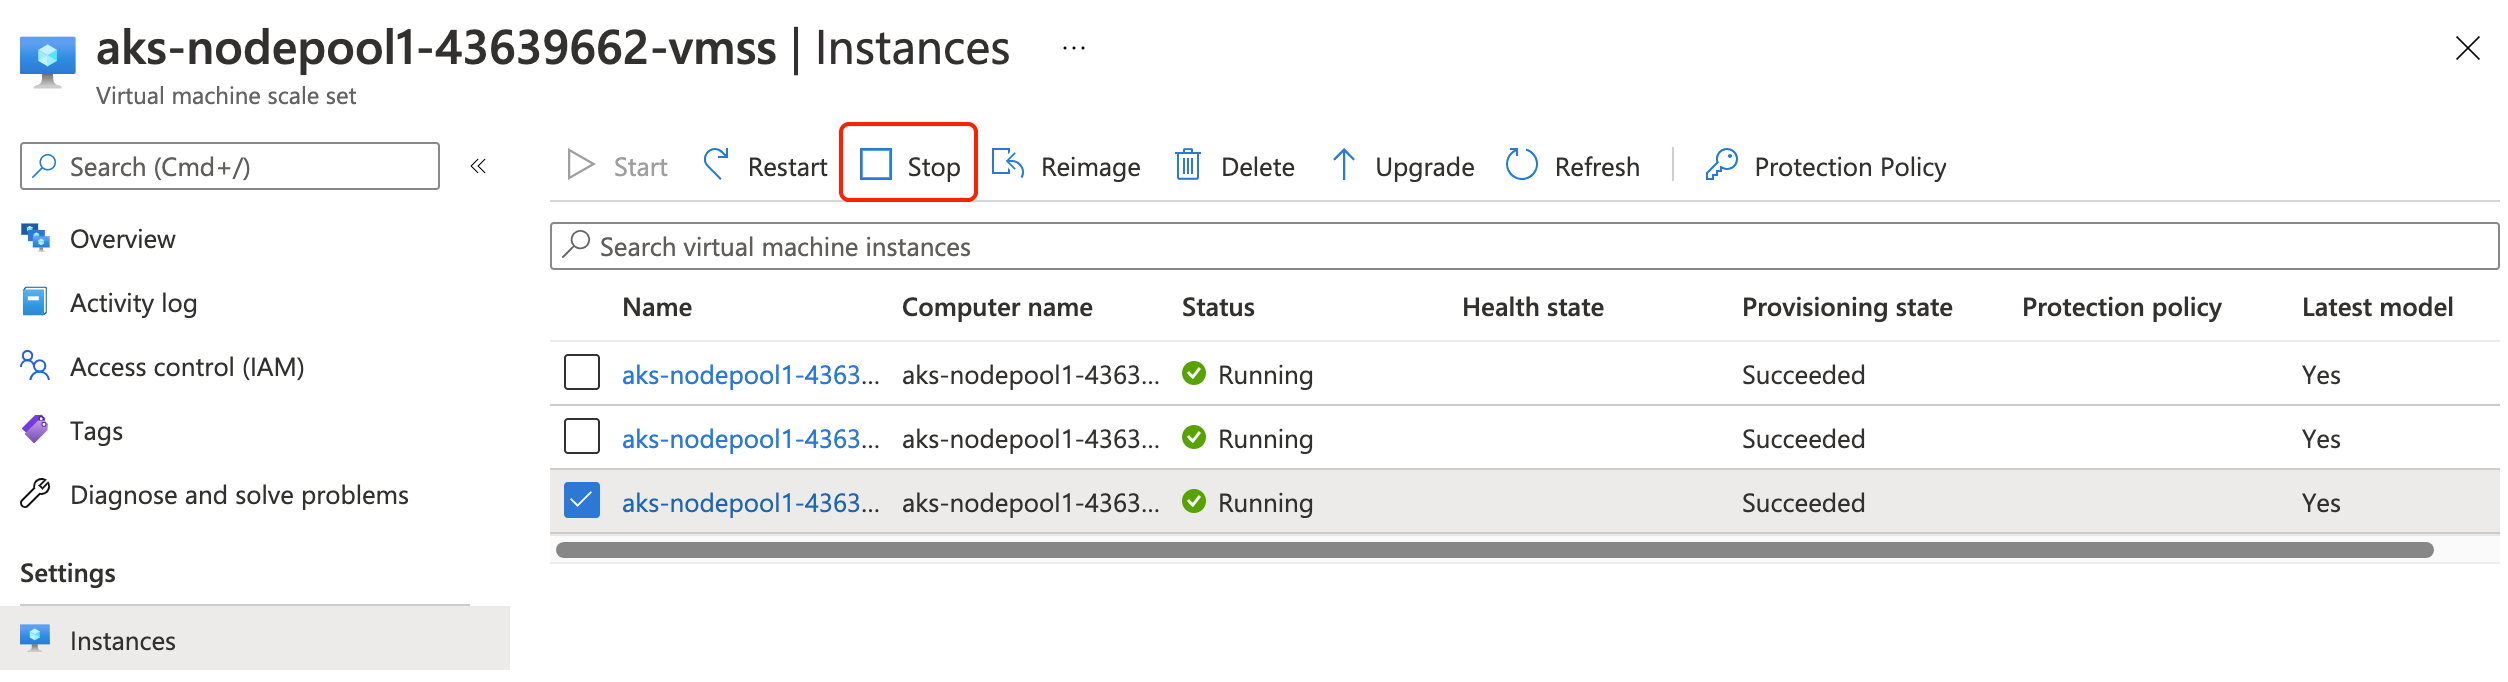 aks-nodepool1-43639662-vmss | Instances ...
Virtual machine scale set
Search (Cmd+/) «
Start Restart Stop Reimage Delete Upgrade Refresh Protection Policy
Overview
Activity log
Access control (IAM)
Tags
Diagnose and solve problems
Settings
Instances
Search virtual machine instances
Name Computer name Status Health state Provisioning state Protection policy Latest model
aks-nodepool1-4363... aks-nodepool1-4363... Running Succeeded Yes
aks-nodepool1-4363... aks-nodepool1-4363... Running Succeeded Yes
aks-nodepool1-4363... aks-nodepool1-4363... Running Succeeded Yes